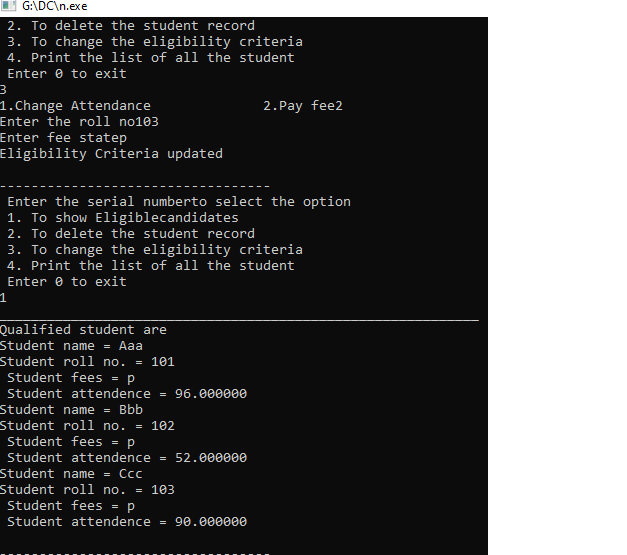 G:\DC\n.exe
2. To delete the student record
3. To change the eligibility criteria
4. Print the list of all the student
Enter 0 to exit
3
1.Change Attendance 2.Pay fee2
Enter the roll no103
Enter fee statep
Eligibility Criteria updated
----------------------------------
Enter the serial numberto select the option
1. To show Eligiblecandidates
2. To delete the student record
3. To change the eligibility criteria
4. Print the list of all the student
Enter 0 to exit
1
____________________________________________________________
Qualified student are
Student name = Aaa
Student roll no. = 101
Student fees = p
Student attendence = 96.000000
Student name = Bbb
Student roll no. = 102
Student fees = p
Student attendence = 52.000000
Student name = Ccc
Student roll no. = 103
Student fees = p
Student attendence = 90.000000
----------------------------------